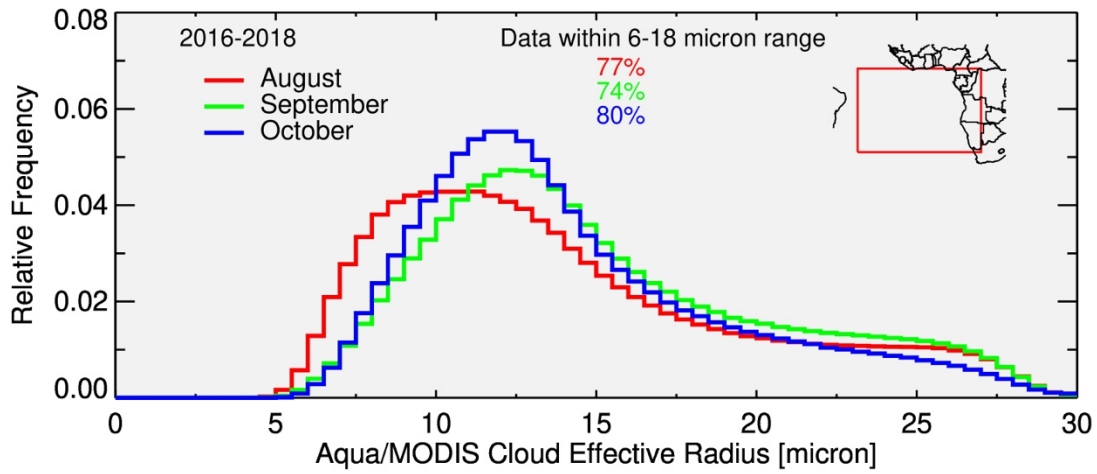 0.08
0.06
0.04
0.02
0.00
Relative Frequency
2016-2018
August
September
October
Data within 6-18 micron range
77%
74%
80%
0 5 10 15 20 25 30
Aqua/MODIS Cloud Effective Radius [micron]